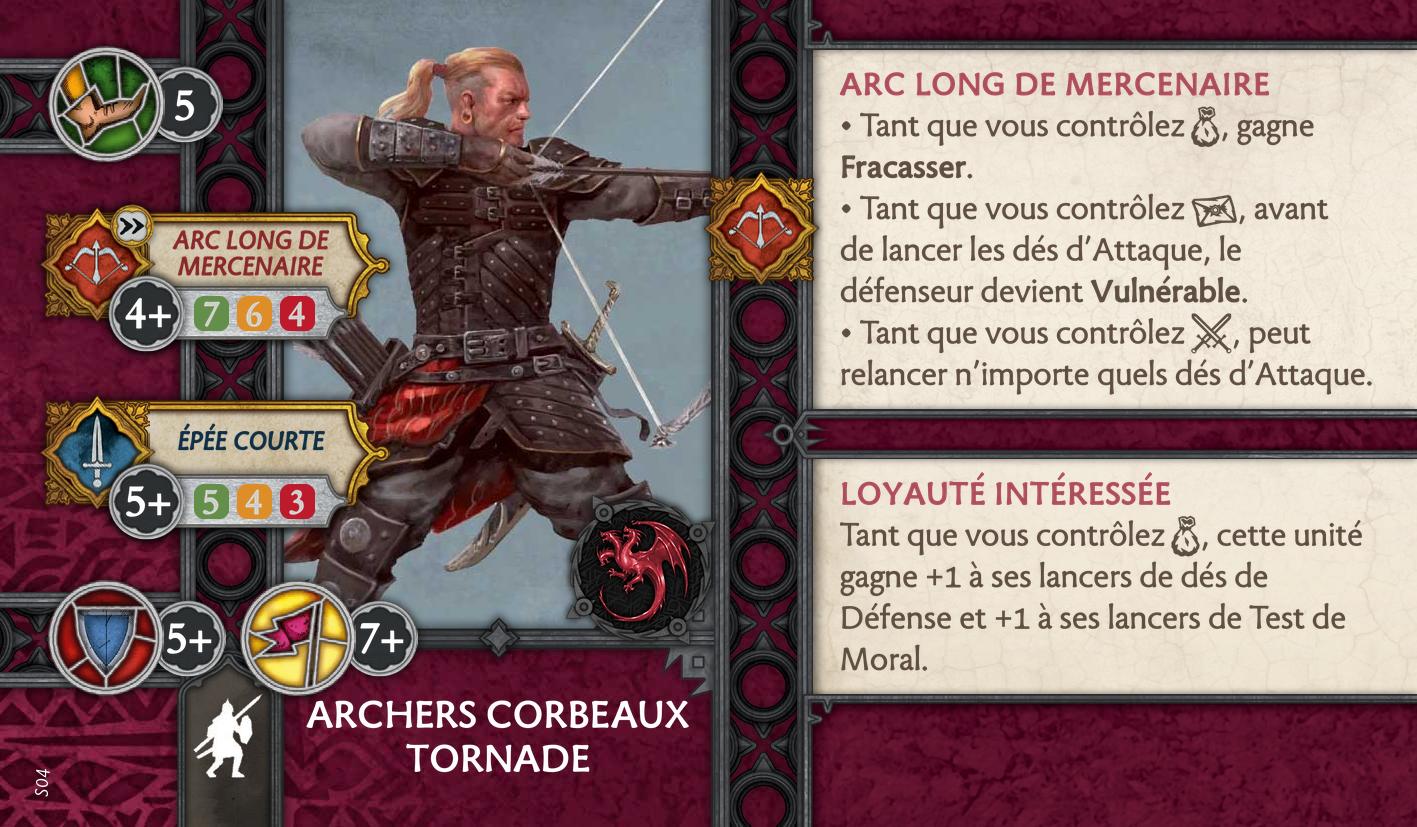 5
ARC LONG DE
MERCENAIRE
4+ 7 6 4
ÉPÉE COURTE
5+ 5 4 3
5+ 7+
ARCHERS CORBEAUX
TORNADE
S04
ARC LONG DE MERCENAIRE
• Tant que vous contrôlez , gagne
Fracasser.
• Tant que vous contrôlez , avant
de lancer les dés d’Attaque, le
défenseur devient Vulnérable.
• Tant que vous contrôlez , peut
relancer n’importe quels dés d’Attaque.
LOYAUTÉ INTÉRESSÉE
Tant que vous contrôlez , cette unité
gagne +1 à ses lancers de dés de
Défense et +1 à ses lancers de Test de
Moral.